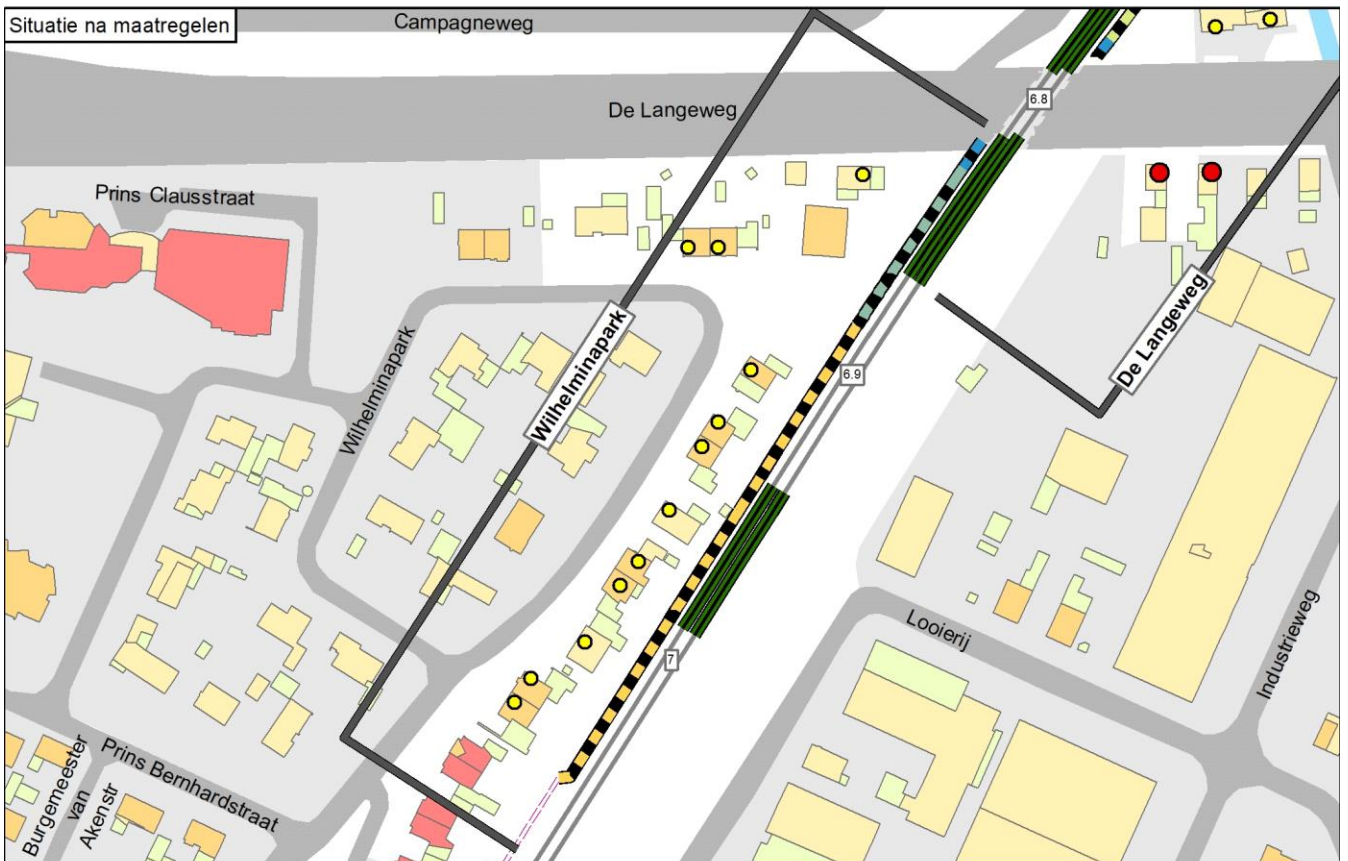 Situatie na maatregelen
Campagneweg
De Langeweg
6.8
Prins Clausstraat
Wilhelminapark
Wilhelminapark
De Langeweg
6.9
Looierij
Industrieweg
7
Prins Bernhardstraat
Burgemeester
van
Akenstr